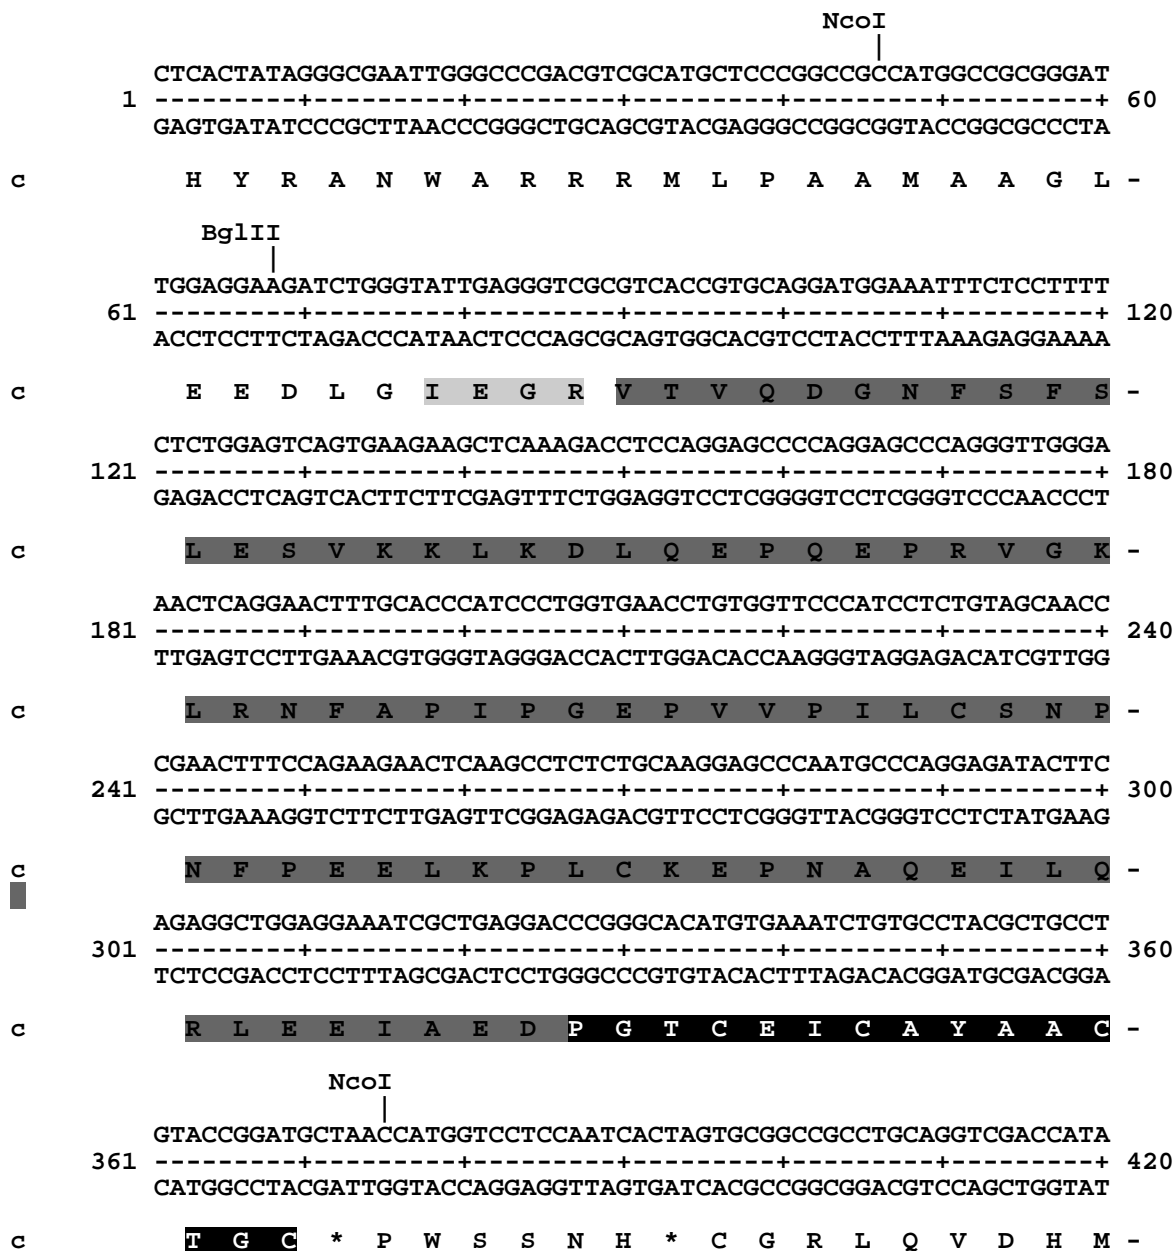 NcoI
|
CTCACTATAGGGCGAATTGGGCCCGACGTCGCATGCTCCCGGCCGCCATGGCCGCGGGAT
1 ---------+---------+---------+---------+---------+---------+ 60
GAGTGATATCCCGCTTAACCCGGGCTGCAGCGTACGAGGGCCGGCGGTACCGGCGCCCTA
c H Y R A N W A R R R M L P A A M A A G L -
BglII
|
TGGAGGAAGATCTGGGTATTGAGGGTCGCGTCACCGTGCAGGATGGAAATTTCTCCTTTT
61 ---------+---------+---------+---------+---------+---------+ 120
ACCTCCTTCTAGACCCATAACTCCCAGCGCAGTGGCACGTCCTACCTTTAAAGAGGAAAA
c E E D L G I E G R V T V Q D G N F S F S -
CTCTGGAGTCAGTGAAGAAGCTCAAAGACCTCCAGGAGCCCCAGGAGCCCAGGGTTGGGA
121 ---------+---------+---------+---------+---------+---------+ 180
GAGACCTCAGTCACTTCTTCGAGTTTCTGGAGGTCCTCGGGGTCCTCGGGTCCCAACCCT
c L E S V K K L K D L Q E P Q E P R V G K -
AACTCAGGAACTTTGCACCCATCCCTGGTGAACCTGTGGTTCCCATCCTCTGTAGCAACC
181 ---------+---------+---------+---------+---------+---------+ 240
TTGAGTCCTTGAAACGTGGGTAGGGACCACTTGGACACCAAGGGTAGGAGACATCGTTGG
c L R N F A P I P G E P V V P I L C S N P -
CGAACTTTCCAGAAGAACTCAAGCCTCTCTGCAAGGAGCCCAATGCCCAGGAGATACTTC
241 ---------+---------+---------+---------+---------+---------+ 300
GCTTGAAAGGTCTTCTTGAGTTCGGAGAGACGTTCCTCGGGTTACGGGTCCTCTATGAAG
c N F P E E L K P L C K E P N A Q E I L Q -
AGAGGCTGGAGGAAATCGCTGAGGACCCGGGCACATGTGAAATCTGTGCCTACGCTGCCT
301 ---------+---------+---------+---------+---------+---------+ 360
TCTCCGACCTCCTTTAGCGACTCCTGGGCCCGTGTACACTTTAGACACGGATGCGACGGA
c R L E E I A E D P G T C E I C A Y A A C -
NcoI
|
GTACCGGATGCTAACCATGGTCCTCCAATCACTAGTGCGGCCGCCTGCAGGTCGACCATA
361 ---------+---------+---------+---------+---------+---------+ 420
CATGGCCTACGATTGGTACCAGGAGGTTAGTGATCACGCCGGCGGACGTCCAGCTGGTAT
c T G C * P W S S N H * C G R L Q V D H M -